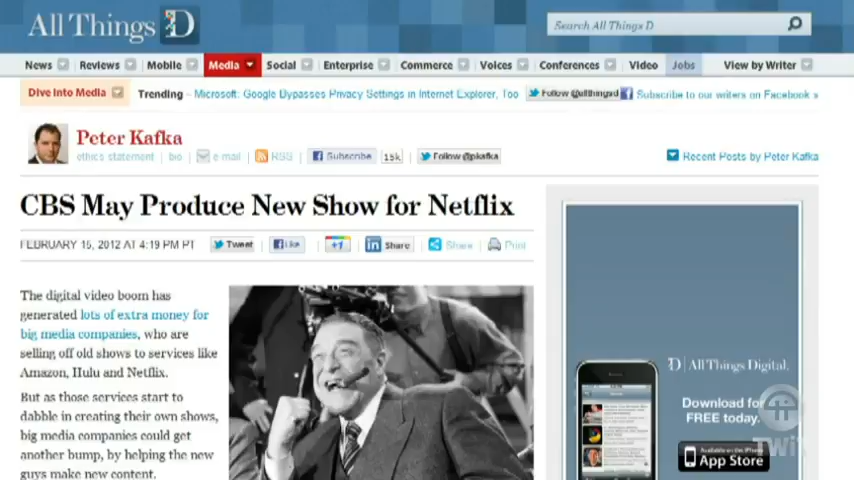 All Things D
Search All Things D
News Reviews Mobile Media Social Enterprise Commerce Voices Conferences Video Jobs View by Writer
Dive Into Media Trending - Microsoft: Google Bypasses Privacy Settings in Internet Explorer, Too Follow @allthingsd Subscribe to our writers on Facebook »
Peter Kafka
ethics statement | bio | e-mail | RSS | Subscribe 15k | Follow @pkafka
Recent Posts by Peter Kafka
CBS May Produce New Show for Netflix
FEBRUARY 15, 2012 AT 4:19 PM PT Tweet | Like | +1 | Share | Share | Print
The digital video boom has
generated lots of extra money for
big media companies, who are
selling off old shows to services like
Amazon, Hulu and Netflix.
But as those services start to
dabble in creating their own shows,
big media companies could get
another bump, by helping the new
guys make new content.
D | All Things Digital.
Download for
FREE today.
Available on the iPhone
App Store
TWiT